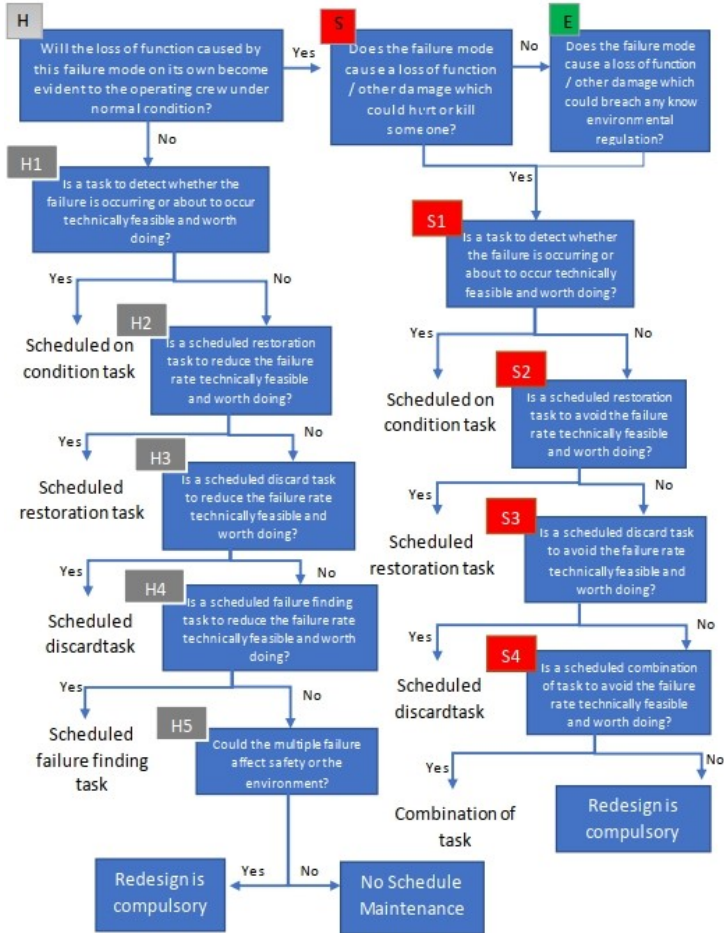 H
Will the loss of function caused by
this failure mode on its own become
evident to the operating crew under
normal condition?
Yes
S
Does the failure mode
cause a loss of function
/ other damage which
could hurt or kill
some one?
No
E
Does the failure mode
cause a loss of function
/ other damage which
could breach any know
environmental
regulation?
No
Yes
H1
Is a task to detect whether the
failure is occurring or about to occur
technically feasible and worth
doing?
S1
Is a task to detect whether
the failure is occurring or
about to occur technically
feasible and worth doing?
Yes
No
Scheduled on
condition task
H2
Is a scheduled restoration
task to reduce the failure
rate technically feasible
and worth doing?
Yes
No
Scheduled on
condition task
S2
Is a scheduled restoration
task to avoid the failure
rate technically feasible
and worth doing?
Yes
No
Scheduled
restoration task
H3
Is a scheduled discard task
to reduce the failure rate
technically feasible and
worth doing?
Yes
No
Scheduled
restoration task
S3
Is a scheduled discard task
to avoid the failure rate
technically feasible and
worth doing?
Yes
No
Scheduled
discardtask
H4
Is a scheduled failure finding
task to reduce the failure rate
technically feasible and worth
doing?
Yes
No
Scheduled
discardtask
S4
Is a scheduled combination
of task to avoid the failure
rate technically feasible
and worth doing?
Yes
No
Scheduled
failure finding
task
H5
Could the multiple failure
affect safety or the
environment?
Yes
No
Combination of
task
Redesign is
compulsory
Yes
No
Redesign is
compulsory
No Schedule
Maintenance